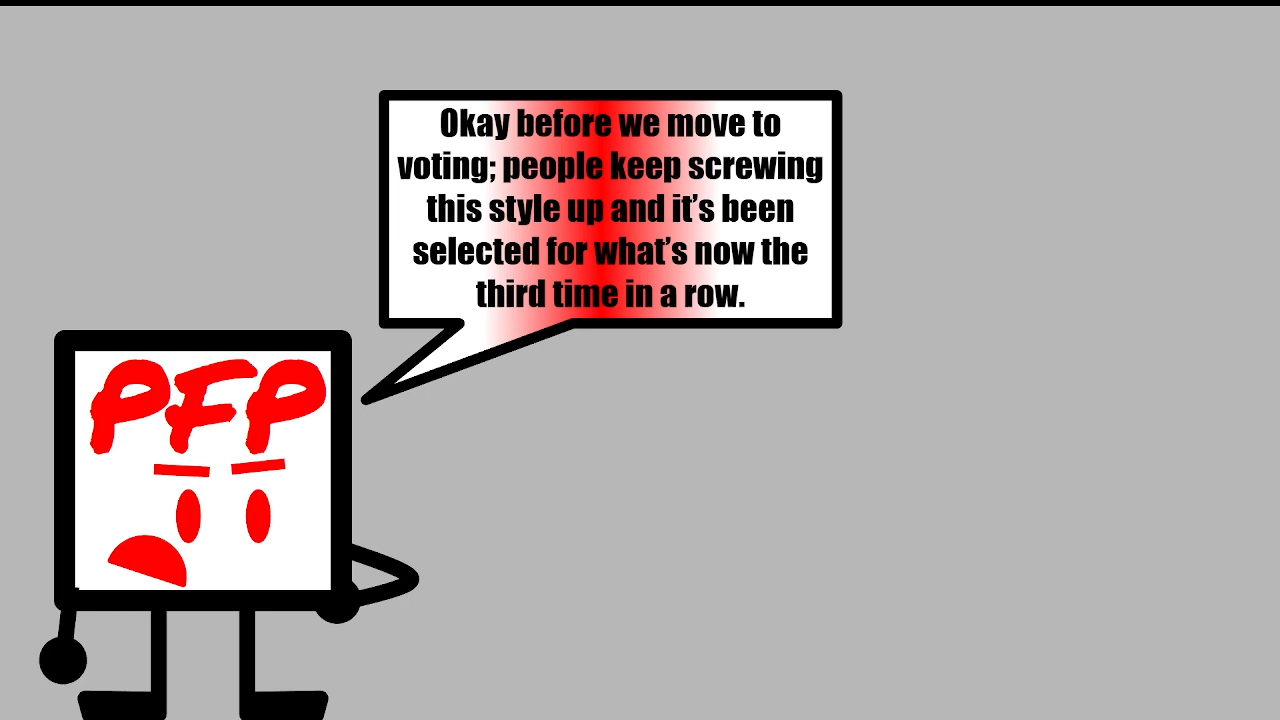 Okay before we move to
voting; people keep screwing
this style up and it’s been
selected for what’s now the
third time in a row.
PFP